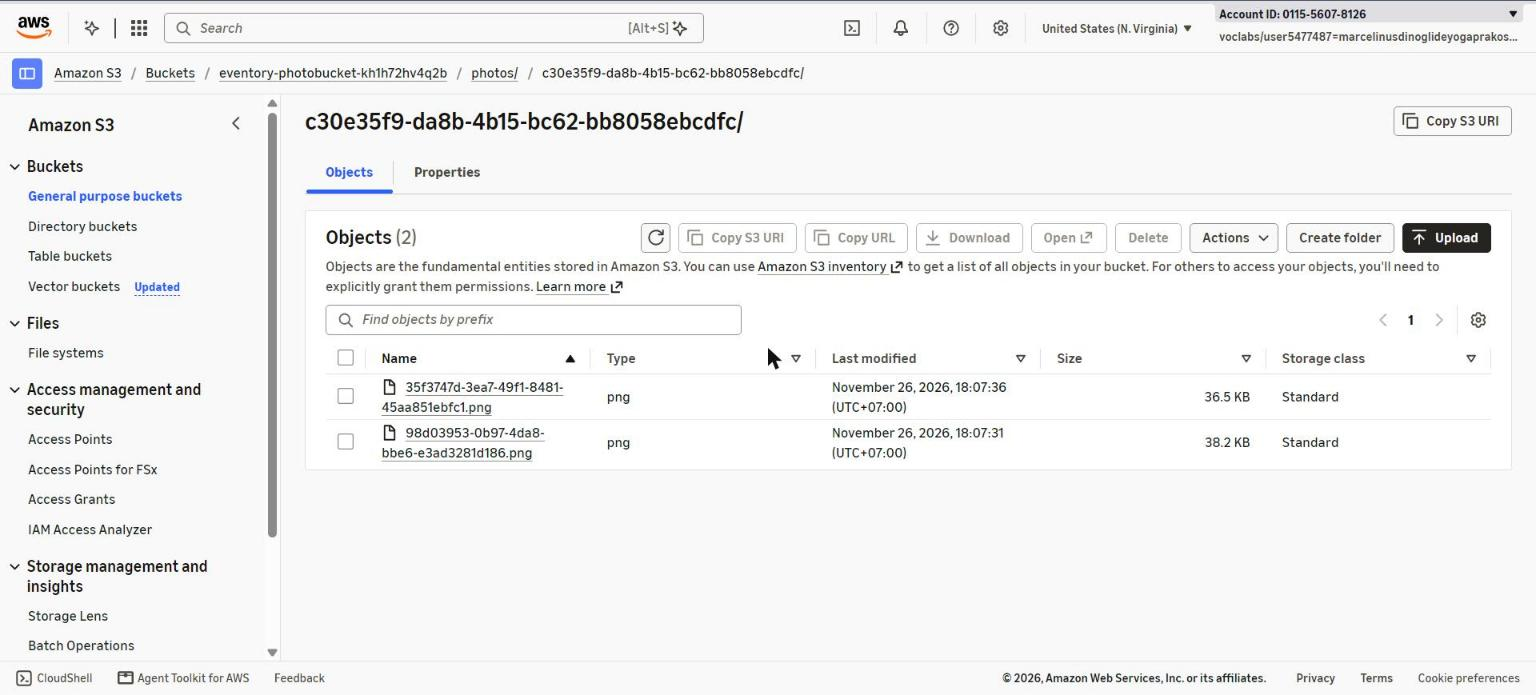 aws
Search
[Alt+S]
United States (N. Virginia)
Account ID: 0115-5607-8126
voclabs/user5477487=marcelinusdinoglideyogaprakos...
Amazon S3 / Buckets / eventory-photobucket-kh1h72hv4q2b / photos/ / c30e35f9-da8b-4b15-bc62-bb8058ebcdfc/
Amazon S3
Buckets
General purpose buckets
Directory buckets
Table buckets
Vector buckets Updated
Files
File systems
Access management and
security
Access Points
Access Points for FSx
Access Grants
IAM Access Analyzer
Storage management and
insights
Storage Lens
Batch Operations
c30e35f9-da8b-4b15-bc62-bb8058ebcdfc/
Copy S3 URI
Objects Properties
Objects (2)
Copy S3 URI Copy URL Download Open Delete Actions Create folder Upload
Objects are the fundamental entities stored in Amazon S3. You can use Amazon S3 inventory to get a list of all objects in your bucket. For others to access your objects, you'll need to
explicitly grant them permissions. Learn more
Find objects by prefix
1
Name Type Last modified Size Storage class
35f3747d-3ea7-49f1-8481-
45aa851ebfc1.png
png
November 26, 2026, 18:07:36
(UTC+07:00)
36.5 KB
Standard
98d03953-0b97-4da8-
bbe6-e3ad3281d186.png
png
November 26, 2026, 18:07:31
(UTC+07:00)
38.2 KB
Standard
CloudShell Agent Toolkit for AWS Feedback
© 2026, Amazon Web Services, Inc. or its affiliates. Privacy Terms Cookie preferences